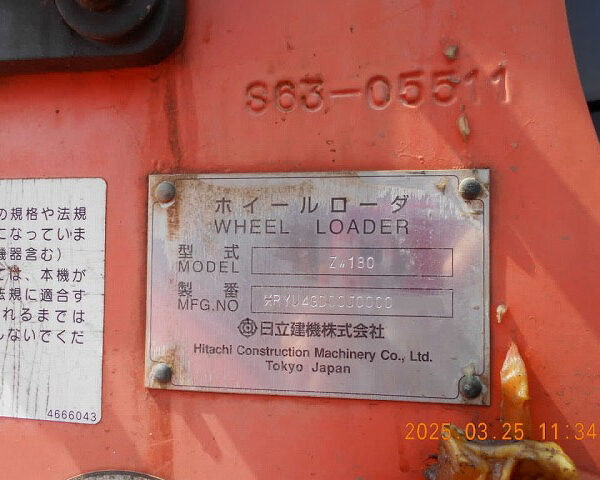 S63-05511
ホイールローダ
WHEEL LOADER
型式
MODEL ZW180
製番
MFG.NO
日立建機株式会社
Hitachi Construction Machinery Co., Ltd.
Tokyo Japan
の規格や法規
になっていま
機器含む)
ては、本機が
法規に適合す
れるまでは
しないでくだ
4666043
2025.03.25 11:34